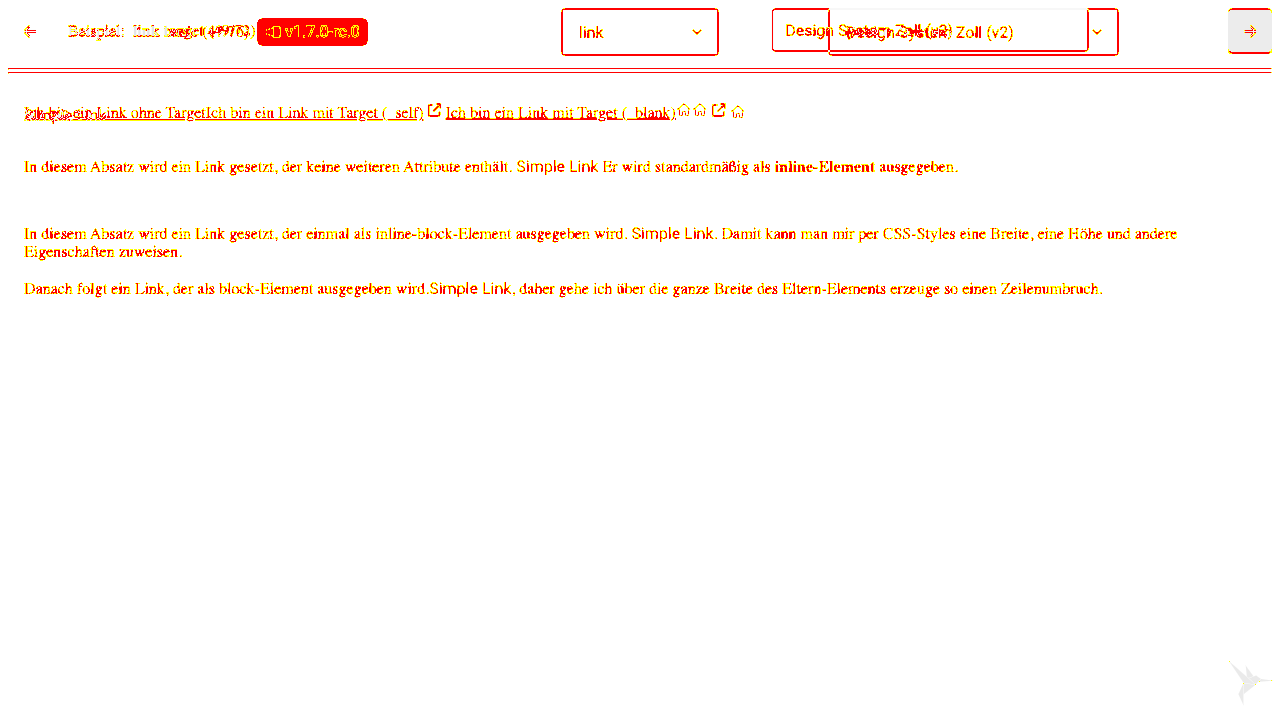 Beispiel: link v1.7.0-rc.0
link
Design System Zoll (v2)
Ich bin ein Link ohne TargetIch bin ein Link mit Target (_self) Ich bin ein Link mit Target (_blank)
In diesem Absatz wird ein Link gesetzt, der keine weiteren Attribute enthält. Simple Link Er wird standardmäßig als inline-Element ausgegeben.
In diesem Absatz wird ein Link gesetzt, der einmal als inline-block-Element ausgegeben wird. Simple Link. Damit kann man mir per CSS-Styles eine Breite, eine Höhe und andere
Eigenschaften zuweisen.
Danach folgt ein Link, der als block-Element ausgegeben wird.Simple Link, daher gehe ich über die ganze Breite des Eltern-Elements erzeuge so einen Zeilenumbruch.